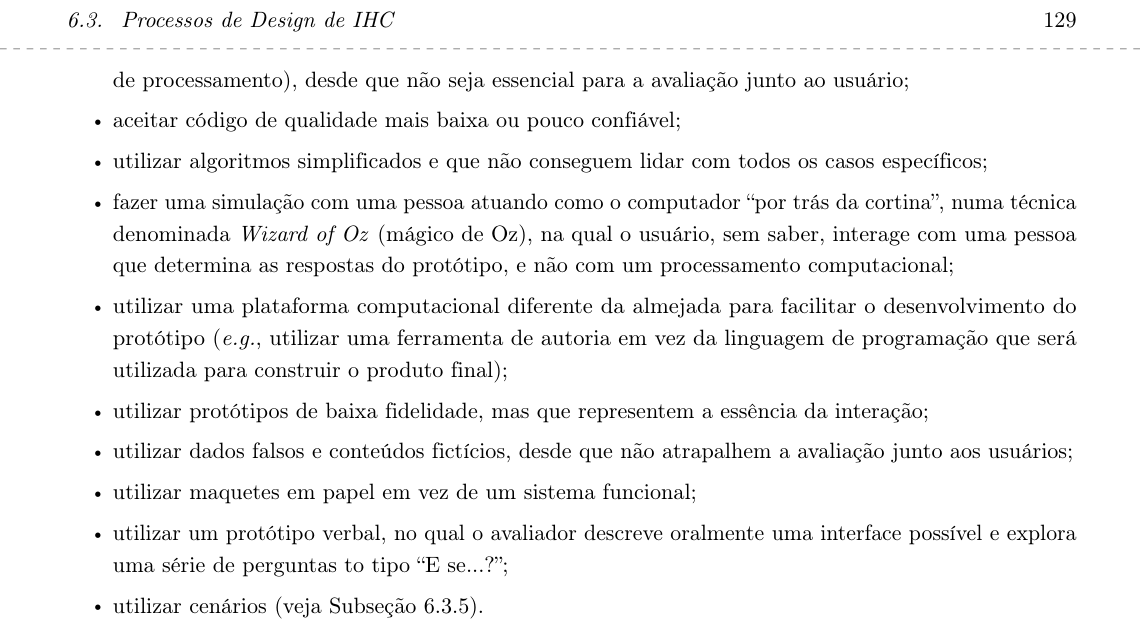 6.3. Processos de Design de IHC 129
de processamento), desde que não seja essencial para a avaliação junto ao usuário;
• aceitar código de qualidade mais baixa ou pouco confiável;
• utilizar algoritmos simplificados e que não conseguem lidar com todos os casos específicos;
• fazer uma simulação com uma pessoa atuando como o computador “por trás da cortina”, numa técnica
denominada Wizard of Oz (mágico de Oz), na qual o usuário, sem saber, interage com uma pessoa
que determina as respostas do protótipo, e não com um processamento computacional;
• utilizar uma plataforma computacional diferente da almejada para facilitar o desenvolvimento do
protótipo (e.g., utilizar uma ferramenta de autoria em vez da linguagem de programação que será
utilizada para construir o produto final);
• utilizar protótipos de baixa fidelidade, mas que representem a essência da interação;
• utilizar dados falsos e conteúdos fictícios, desde que não atrapalhem a avaliação junto aos usuários;
• utilizar maquetes em papel em vez de um sistema funcional;
• utilizar um protótipo verbal, no qual o avaliador descreve oralmente uma interface possível e explora
uma série de perguntas to tipo “E se...?”;
• utilizar cenários (veja Subseção 6.3.5).